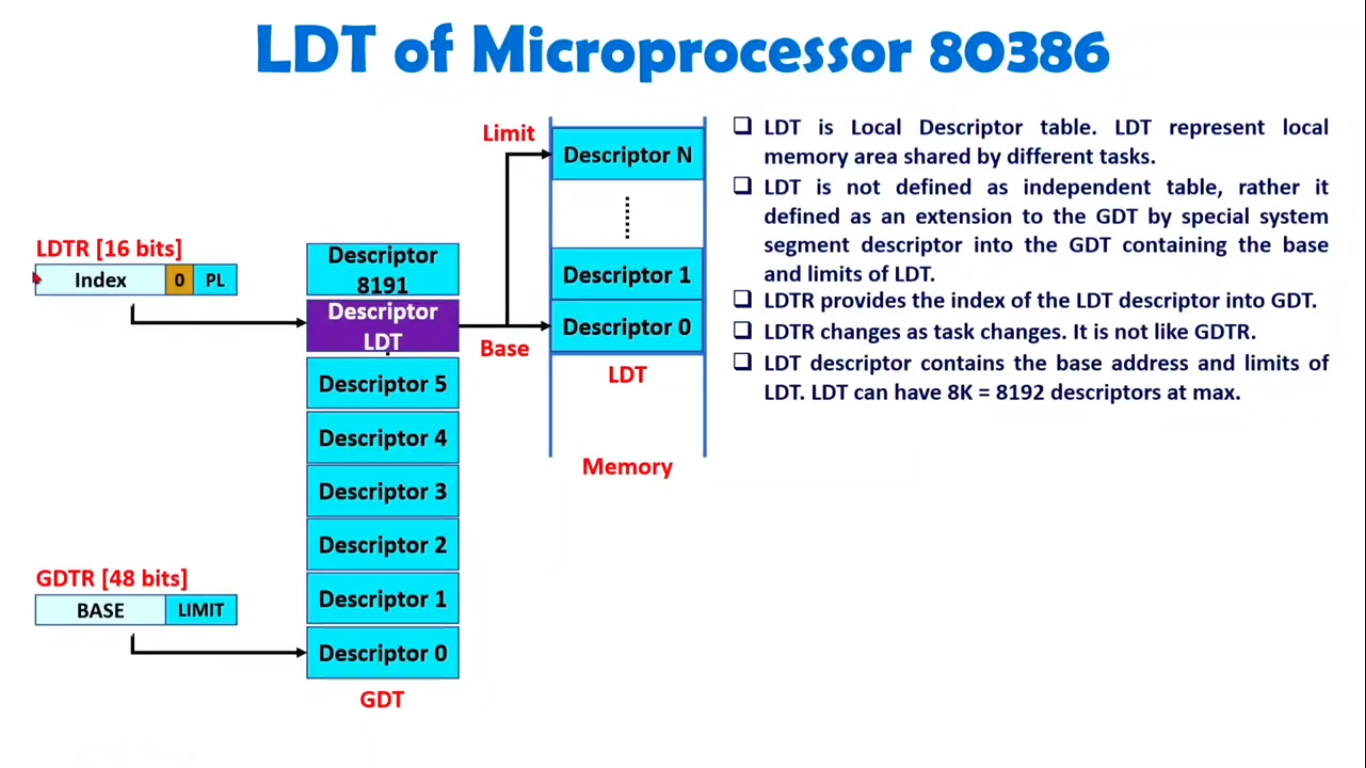 LDT of Microprocessor 80386
LDTR [16 bits]
Index 0 PL
GDTR [48 bits]
BASE LIMIT
Descriptor
8191
Descriptor
LDT
Descriptor 5
Descriptor 4
Descriptor 3
Descriptor 2
Descriptor 1
Descriptor 0
GDT
Limit
Base
Descriptor N
Descriptor 1
Descriptor 0
LDT
Memory
LDT is Local Descriptor table. LDT represent local
memory area shared by different tasks.
LDT is not defined as independent table, rather it
defined as an extension to the GDT by special system
segment descriptor into the GDT containing the base
and limits of LDT.
LDTR provides the index of the LDT descriptor into GDT.
LDTR changes as task changes. It is not like GDTR.
LDT descriptor contains the base address and limits of
LDT. LDT can have 8K = 8192 descriptors at max.